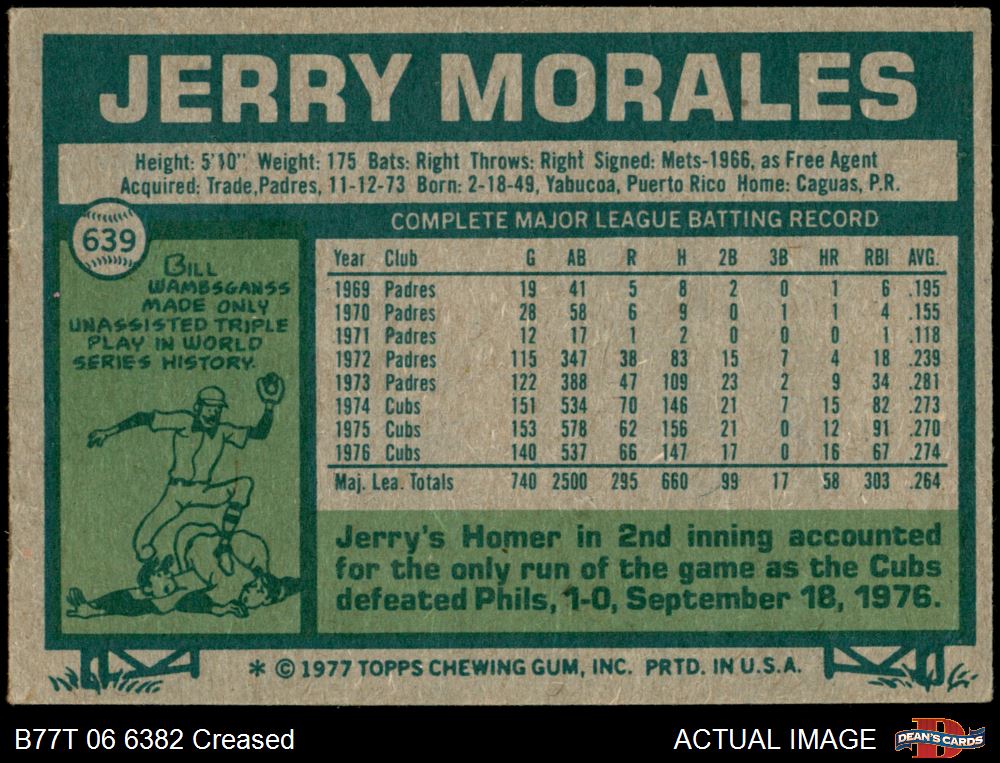 JERRY MORALES
Height: 5'10" Weight: 175 Bats: Right Throws: Right Signed: Mets-1966, as Free Agent
Acquired: Trade,Padres, 11-12-73 Born: 2-18-49, Yabucoa, Puerto Rico Home: Caguas, P.R.
639
BILL
WAMBSGANSS
MADE ONLY
UNASSISTED TRIPLE
PLAY IN WORLD
SERIES HISTORY.
COMPLETE MAJOR LEAGUE BATTING RECORD
Year Club G AB R H 2B 3B HR RBI AVG.
1969 Padres 19 41 5 8 2 0 1 6 .195
1970 Padres 28 58 6 9 0 1 1 4 .155
1971 Padres 12 17 1 2 0 0 0 1 .118
1972 Padres 115 347 38 83 15 7 4 18 .239
1973 Padres 122 388 47 109 23 2 9 34 .281
1974 Cubs 151 534 70 146 21 7 15 82 .273
1975 Cubs 153 578 62 156 21 0 12 91 .270
1976 Cubs 140 537 66 147 17 0 16 67 .274
Maj. Lea. Totals 740 2500 295 660 99 17 58 303 .264
Jerry's Homer in 2nd inning accounted
for the only run of the game as the Cubs
defeated Phils, 1-0, September 18, 1976.
* © 1977 TOPPS CHEWING GUM, INC. PRTD. IN U.S.A.
B77T 06 6382 Creased
ACTUAL IMAGE
DEAN'S CARDS